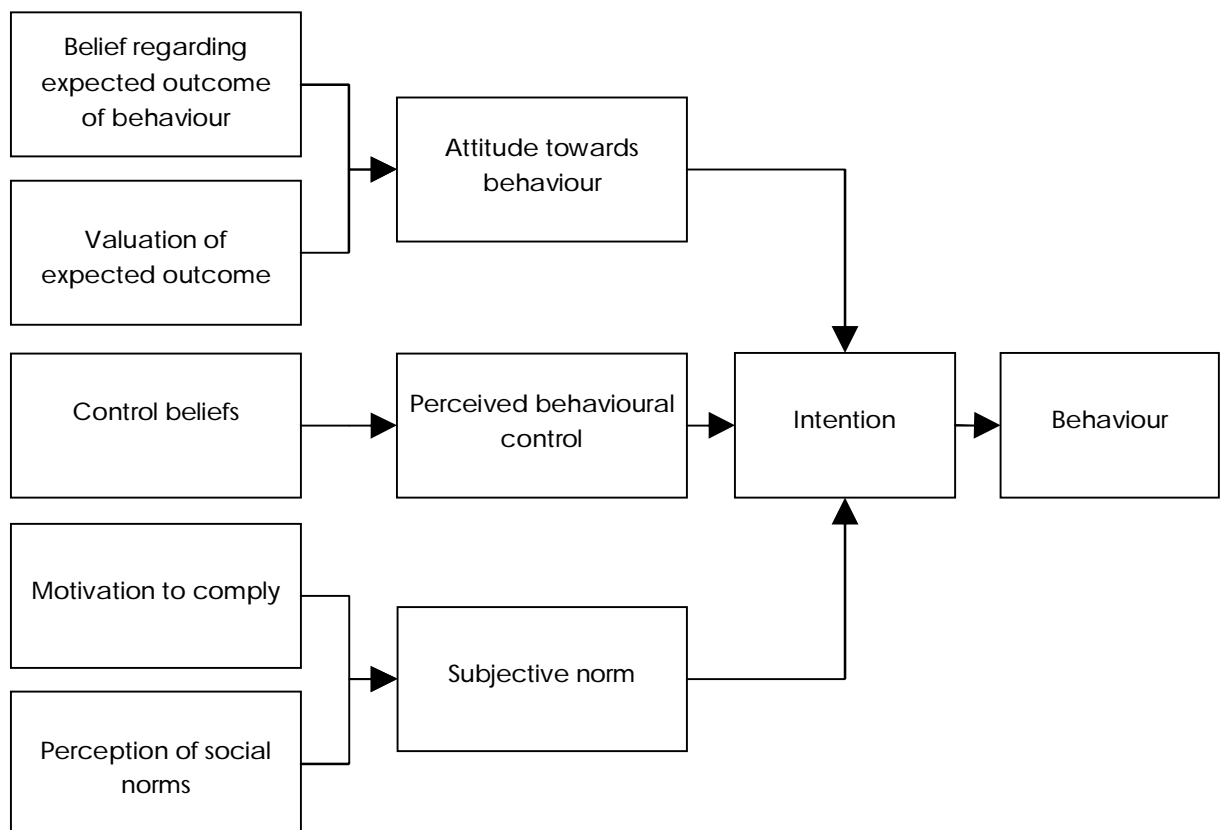 Belief regarding
expected outcome
of behaviour
Attitude towards
behaviour
Valuation of
expected outcome
Control beliefs
Perceived behavioural
control
Intention
Behaviour
Motivation to comply
Subjective norm
Perception of social
norms